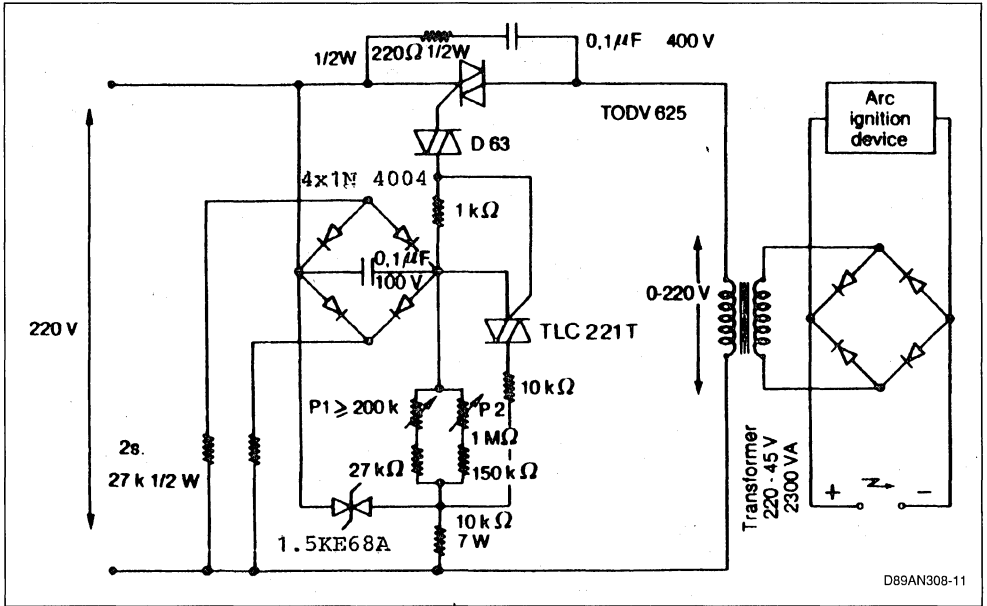 1/2W
220Ω 1/2W
0,1µF 400 V
TODV 625
Arc
ignition
device
D 63
4x1N 4004
1 kΩ
0,1µF
100 V
0-220 V
220 V
TLC 221 T
10 kΩ
P1 ⩾ 200 k
P 2
1 MΩ
2s.
27 k 1/2 W
27 kΩ
150 kΩ
Transformer
220 - 45 V
2300 VA
+ −
10 kΩ
7 W
1.5KE68A
D89AN308-11